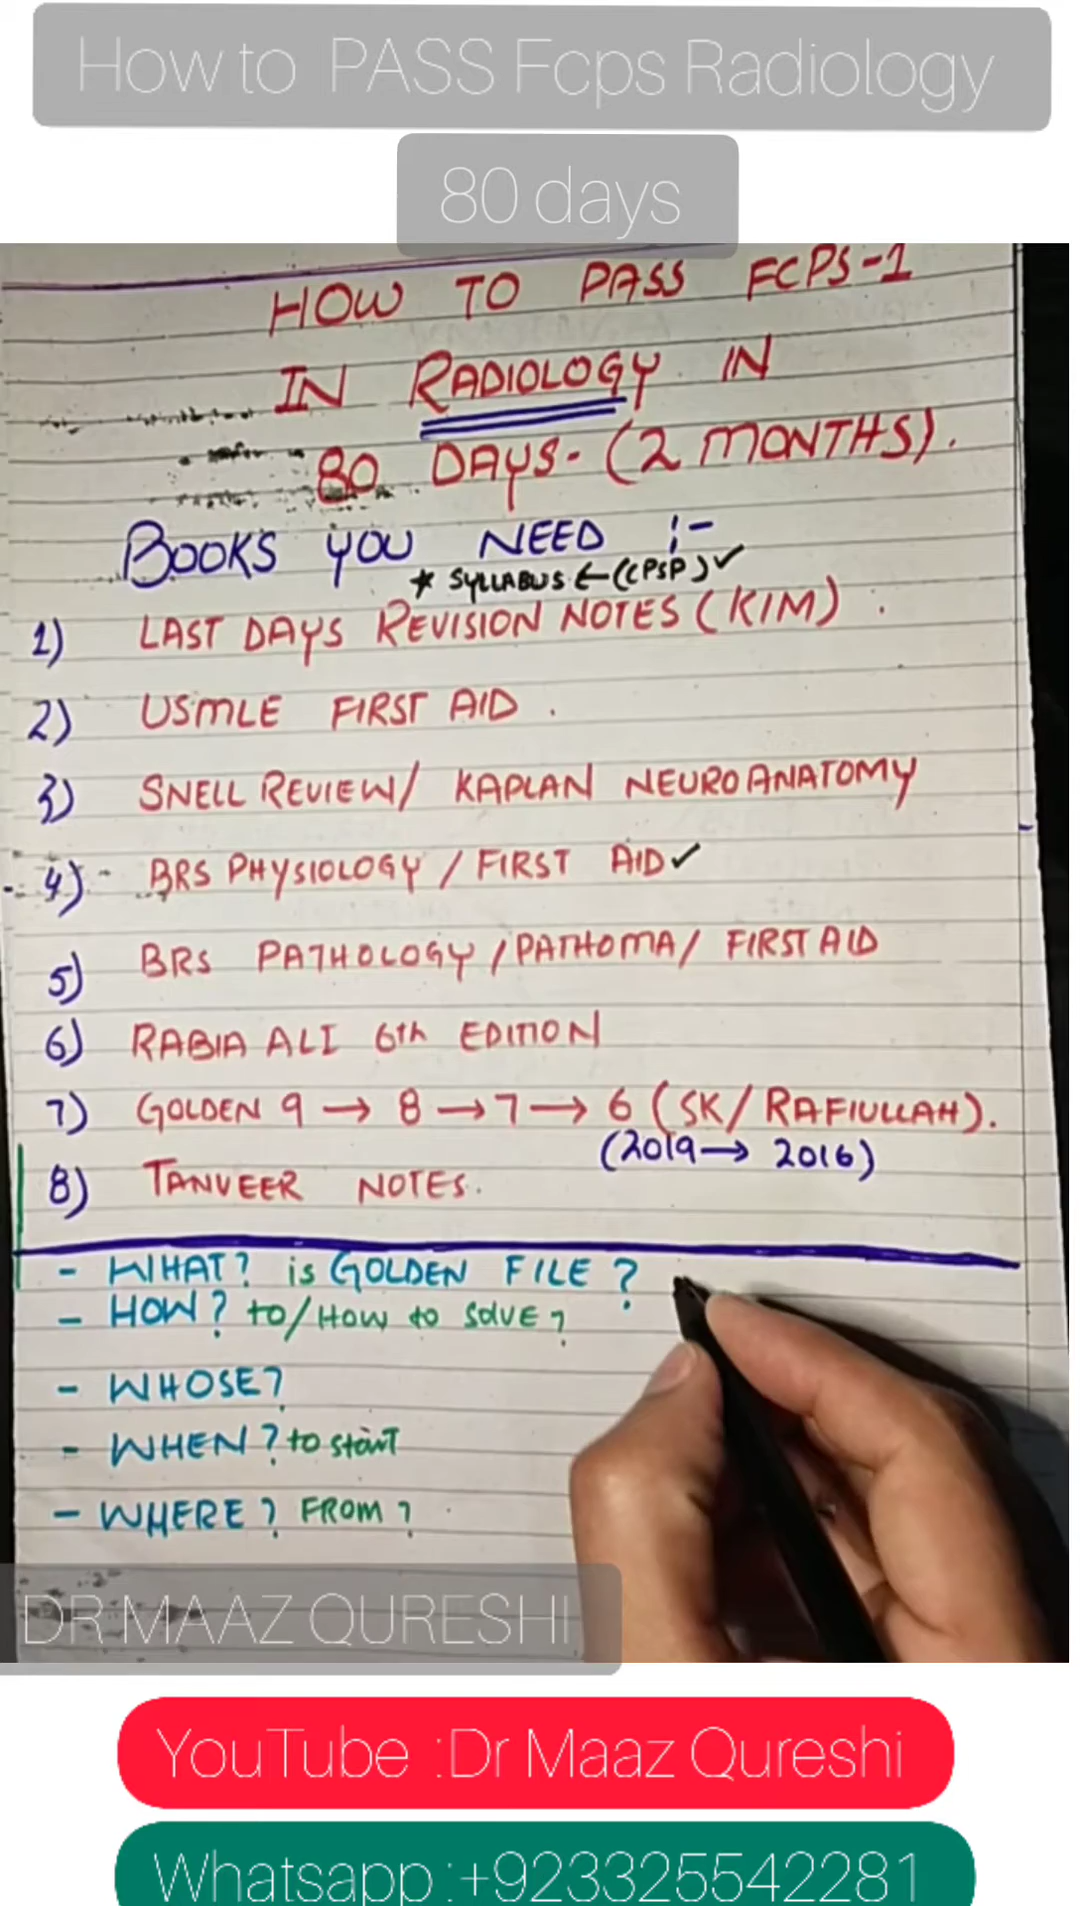 How to PASS Fcps Radiology
80 days
HOW TO PASS FCPS-1
IN RADIOLOGY IN
80 DAYS- (2 MONTHS).
BOOKS YOU NEED :-
* SYLLABUS ← (CPSP) ✓
1) LAST DAYS REVISION NOTES (KIM) .
2) USMLE FIRST AID .
3) SNELL REVIEW/ KAPLAN NEUROANATOMY
4) BRS PHYSIOLOGY / FIRST AID ✓
5) BRS PATHOLOGY / PATHOMA / FIRST AID
6) RABIA ALI 6th EDITION
7) GOLDEN 9 → 8 → 7 → 6 (SK/ RAFIULLAH).
(2019 → 2016)
8) TANVEER NOTES.
- WHAT? is GOLDEN FILE ?
- HOW? to/HOW to SOLVE ?
- WHOSE?
- WHEN? to start
- WHERE? FROM ?
DR MAAZ QURESHI
YouTube :Dr Maaz Qureshi
Whatsapp :+923325542281